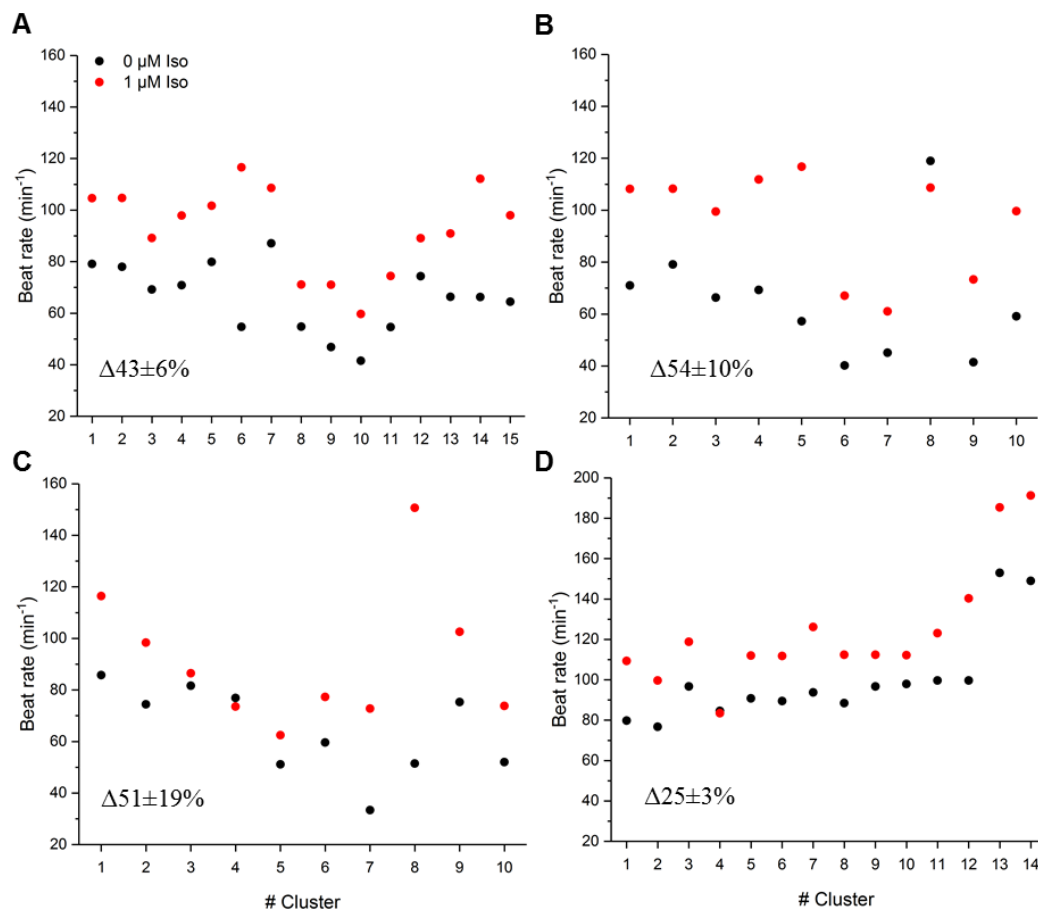 A
160
140
120
100
80
60
40
20
Beat rate (min⁻¹)
0 µM Iso
1 µM Iso
Δ43±6%
1 2 3 4 5 6 7 8 9 10 11 12 13 14 15
B
160
140
120
100
80
60
40
20
Beat rate (min⁻¹)
Δ54±10%
1 2 3 4 5 6 7 8 9 10
C
160
140
120
100
80
60
40
20
Beat rate (min⁻¹)
Δ51±19%
1 2 3 4 5 6 7 8 9 10
# Cluster
D
200
180
160
140
120
100
80
60
40
20
Beat rate (min⁻¹)
Δ25±3%
1 2 3 4 5 6 7 8 9 10 11 12 13 14
# Cluster